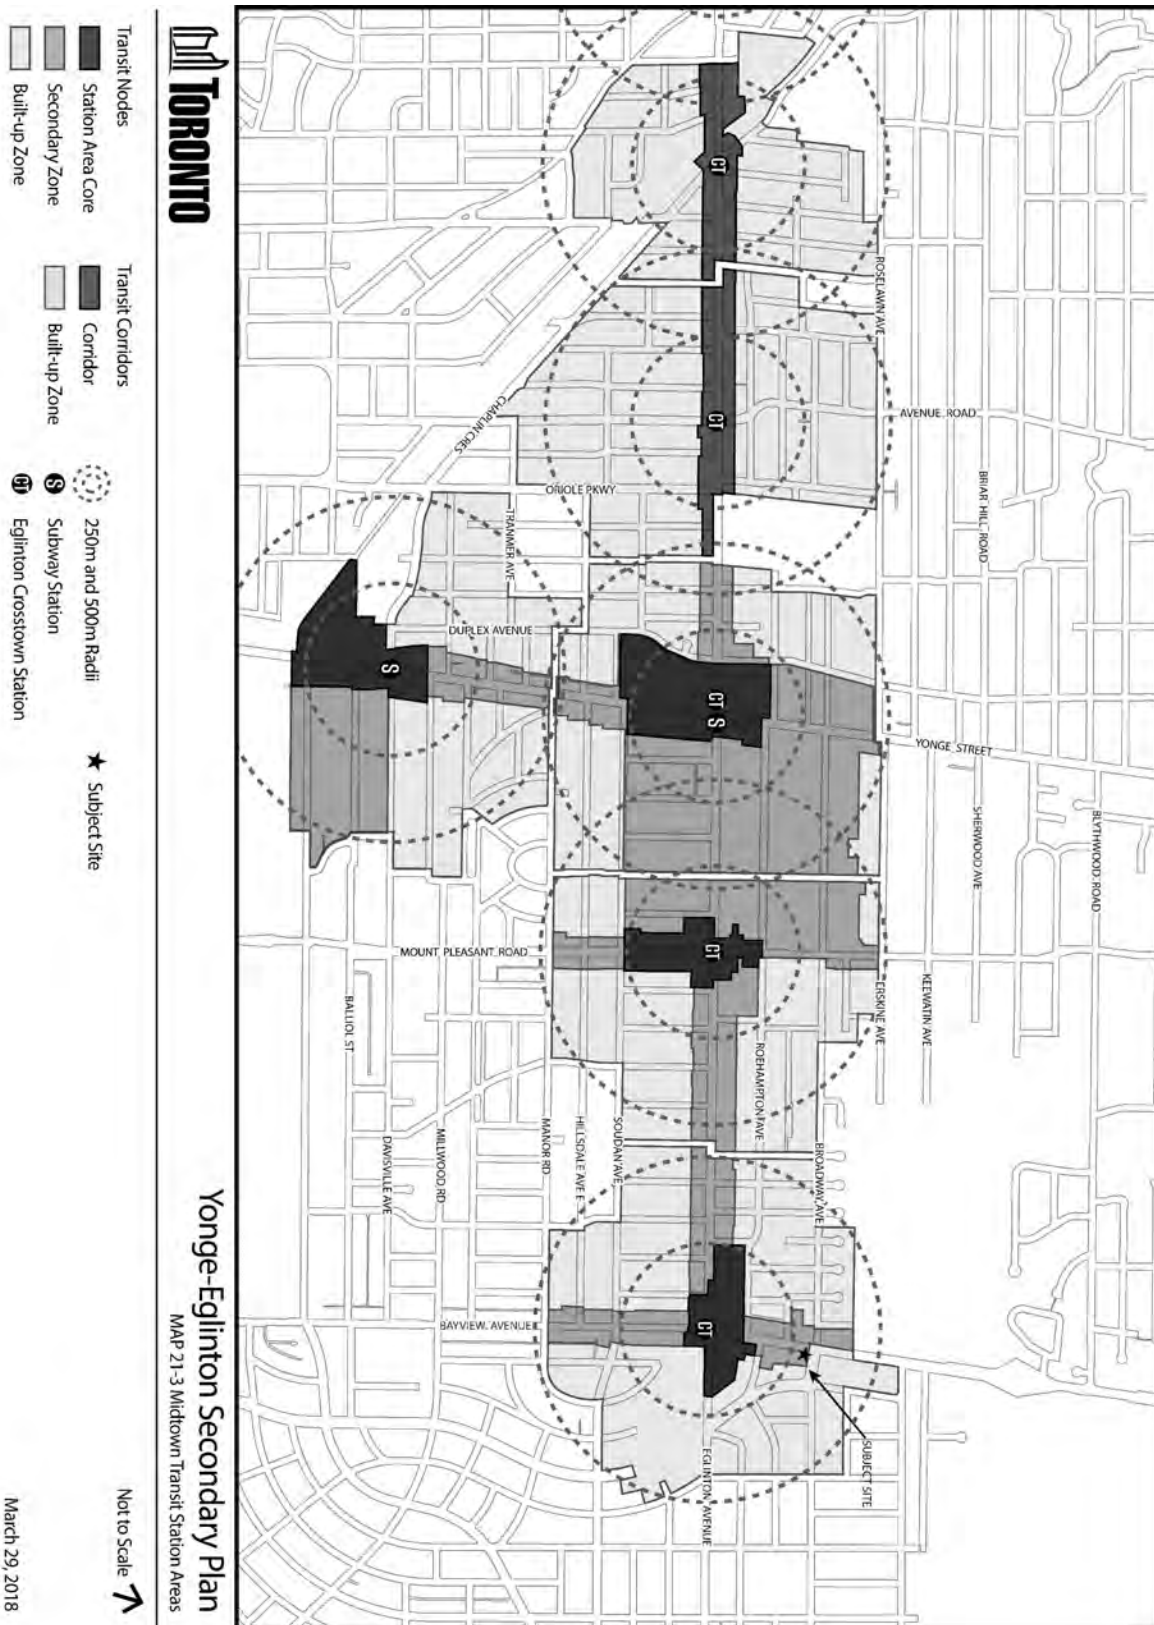 ROSELAWN AVE
AVENUE ROAD
BRIAR HILL ROAD
CHAPLIN CRES
ORIOLE PKWY
TRANMER AVE
DUPLEX AVENUE
YONGE STREET
SHERWOOD AVE
BLYTHWOOD ROAD
MOUNT PLEASANT ROAD
BALLIOL ST
DAVISVILLE AVE
MILLWOOD RD
MANOR RD
HILLSDALE AVE E
SOUDAN AVE
ROEHAMPTON AVE
BROADWAY AVE
ERSKINE AVE
KEEWATIN AVE
BAYVIEW AVENUE
EGLINTON AVENUE
SUBJECT SITE
CT
CT
CT S
S
CT
CT
TORONTO
Yonge-Eglinton Secondary Plan
MAP 21-3 Midtown Transit Station Areas
Transit Nodes
Station Area Core
Secondary Zone
Built-up Zone
Transit Corridors
Corridor
Built-up Zone
250m and 500m Radii
S Subway Station
CT Eglinton Crosstown Station
Subject Site
Not to Scale
March 29, 2018